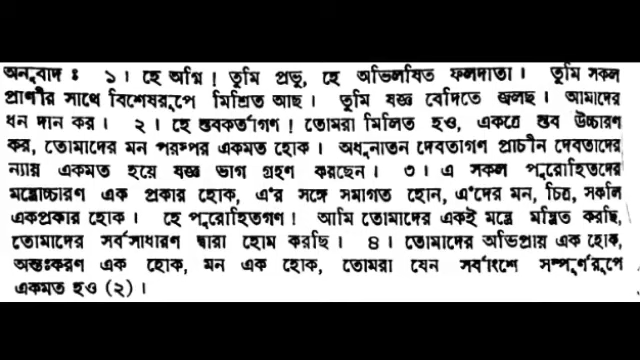 অনুবাদ : ১। হে অগ্নি ! তুমি প্রভু, হে অভিলষিত ফলদাতা। তুমি সকল
প্রাণীর সাথে বিশেষরূপে মিশ্রিত আছ। তুমি যজ্ঞ বেদিতে জ্বলছ। আমাদের
ধন দান কর। ২। হে স্তবকর্তাগণ ! তোমরা মিলিত হও, একত্রে স্তব উচ্চারণ
কর, তোমাদের মন পরস্পর একমত হোক। অধুনাতন দেবতাগণ প্রাচীন দেবতাদের
ন্যায় একমত হয়ে যজ্ঞ ভাগ গ্রহণ করছেন। ৩। এ সকল পুরোহিতদের
মন্ত্রোচ্চারণ এক প্রকার হোক, এ'র সঙ্গে সমাগত হোন, এ'দের মন, চিত্ত, সকলি
একপ্রকার হোক। হে পুরোহিতগণ ! আমি তোমাদের একই মন্ত্রে মন্ত্রিত করছি,
তোমাদের সর্বসাধারণ দ্বারা হোম করছি। ৪। তোমাদের অভিপ্রায় এক হোক,
অন্তঃকরণ এক হোক, মন এক হোক, তোমরা যেন সর্বাংশে সম্পূর্ণরূপে
একমত হও (২)।